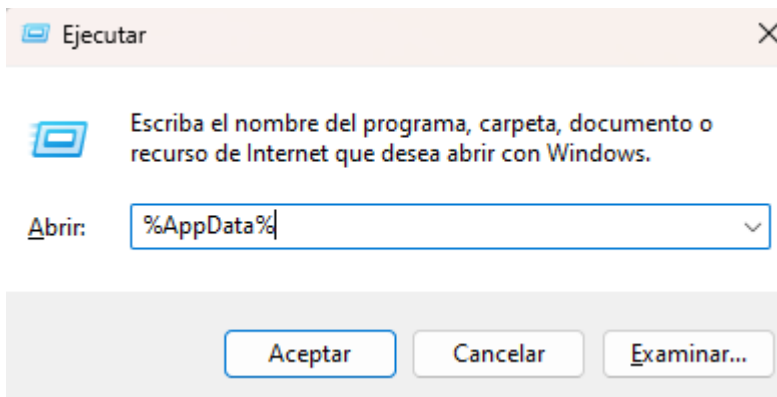 Ejecutar
Escriba el nombre del programa, carpeta, documento o
recurso de Internet que desea abrir con Windows.
Abrir: %AppData%
Aceptar Cancelar Examinar...